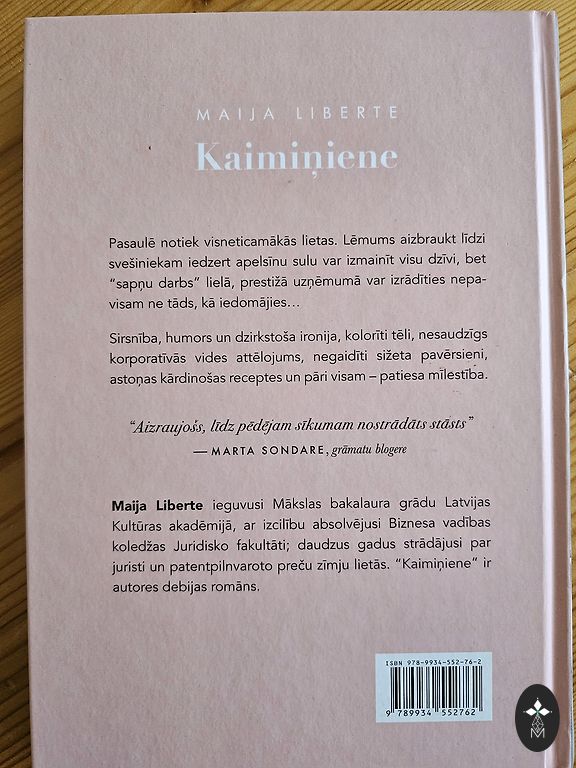 MAIJA LIBERTE
Kaimiņiene
Pasaulē notiek visneticamākās lietas. Lēmums aizbraukt līdzi
svešiniekam iedzert apelsīnu sulu var izmainīt visu dzīvi, bet
“sapņu darbs” lielā, prestižā uzņēmumā var izrādīties nepa-
visam ne tāds, kā iedomājies...
Sirsnība, humors un dzirkstoša ironija, kolorīti tēli, nesaudzīgs
korporatīvās vides attēlojums, negaidīti sižeta pavērsieni,
astoņas kārdinošas receptes un pāri visam – patiesa mīlestība.
“Aizraujošs, līdz pēdējam sīkumam nostrādāts stāsts”
— MARTA SONDARE, grāmatu blogere
Maija Liberte ieguvusi Mākslas bakalaura grādu Latvijas
Kultūras akadēmijā, ar izcilību absolvējusi Biznesa vadības
koledžas Juridisko fakultāti; daudzus gadus strādājusi par
juristi un patentpilnvaroto preču zīmju lietās. “Kaimiņiene” ir
autores debijas romāns.
ISBN 978-9934-552-76-2
9 789934 552762
M